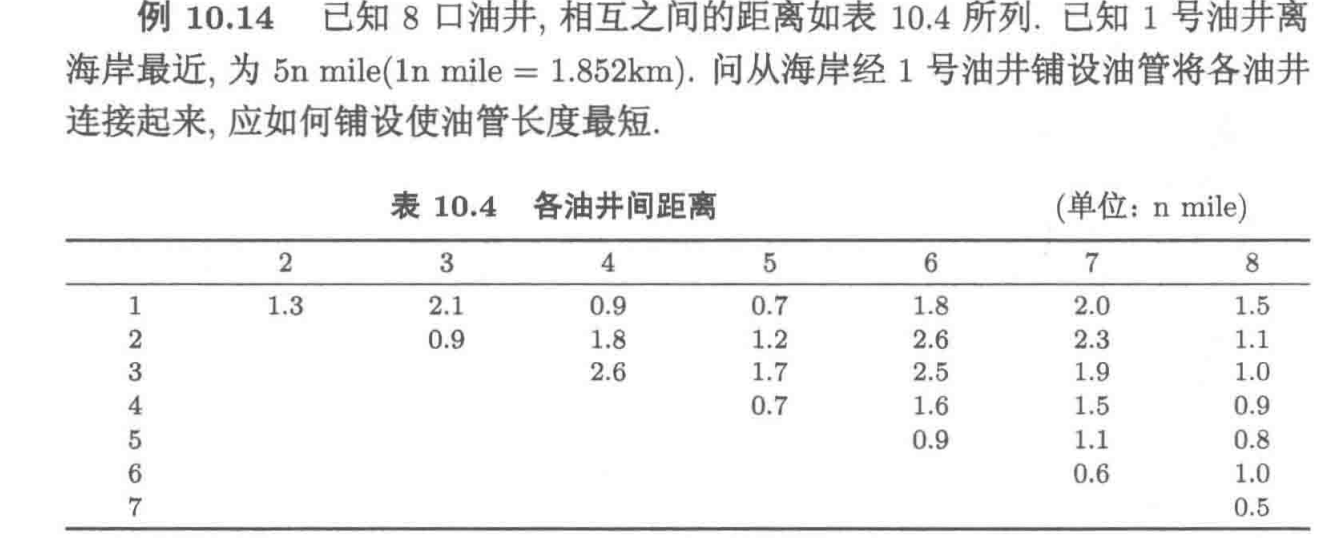 例 10.14 已知 8 口油井, 相互之间的距离如表 10.4 所列. 已知 1 号油井离
海岸最近, 为 5n mile(1n mile = 1.852km). 问从海岸经 1 号油井铺设油管将各油井
连接起来, 应如何铺设使油管长度最短.
表 10.4 各油井间距离 (单位: n mile)
2 3 4 5 6 7 8
1 1.3 2.1 0.9 0.7 1.8 2.0 1.5
2 0.9 1.8 1.2 2.6 2.3 1.1
3 2.6 1.7 2.5 1.9 1.0
4 0.7 1.6 1.5 0.9
5 0.9 1.1 0.8
6 0.6 1.0
7 0.5